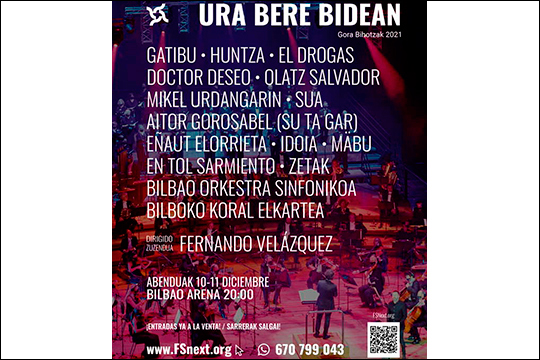 URA BERE BIDEAN
Gora Bihotzak 2021
GATIBU • HUNTZA • EL DROGAS
DOCTOR DESEO • OLATZ SALVADOR
MIKEL URDANGARIN • SUA
AITOR GOROSABEL (SU TA GAR)
EÑAUT ELORRIETA • IDOIA • MABU
EN TOL SARMIENTO • ZETAK
BILBAO ORKESTRA SINFONIKOA
BILBOKO KORAL ELKARTEA
DIRIGIDO
ZUZENDUA
FERNANDO VELÁZQUEZ
ABENDUAK 10-11 DICIEMBRE
BILBAO ARENA 20:00
¡ENTRADAS YA A LA VENTA! / SARRERAK SALGAI!
FSnext.org
www.FSnext.org
670 799 043